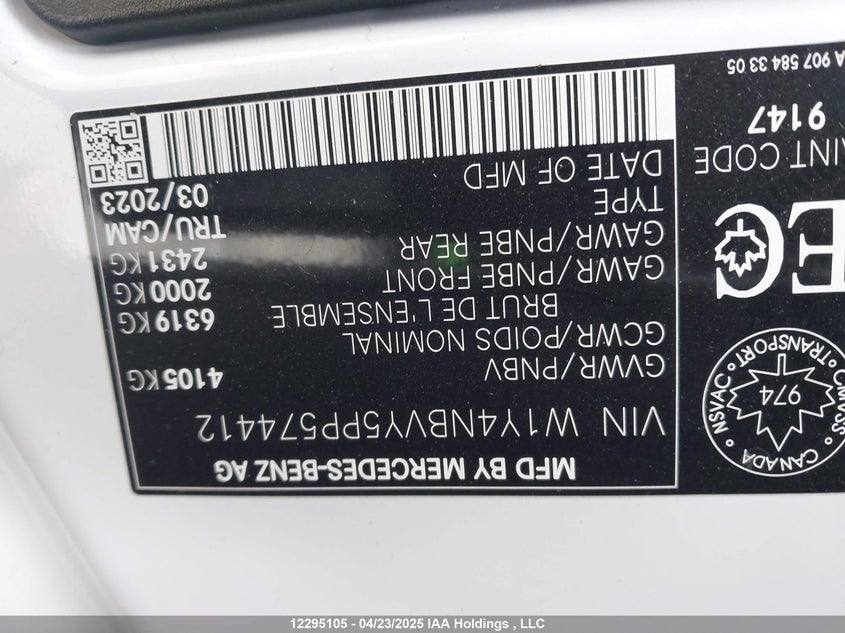 MFD BY MERCEDES-BENZ AG
VIN W1Y4NBVY5PP574412
GVWR/PNBV 4105 KG
GCWR/POIDS NOMINAL
BRUT DE L'ENSEMBLE 6319 KG
GAWR/PNBE FRONT 2000 KG
GAWR/PNBE REAR 2431 KG
TYPE TRU/CAM
DATE OF MFD 03/2023
CANADA
NSVAC
TRANSPORT
CMVSS
974
EC
INT CODE
9147
A 907 584 33 05
12295105 - 04/23/2025 IAA Holdings , LLC